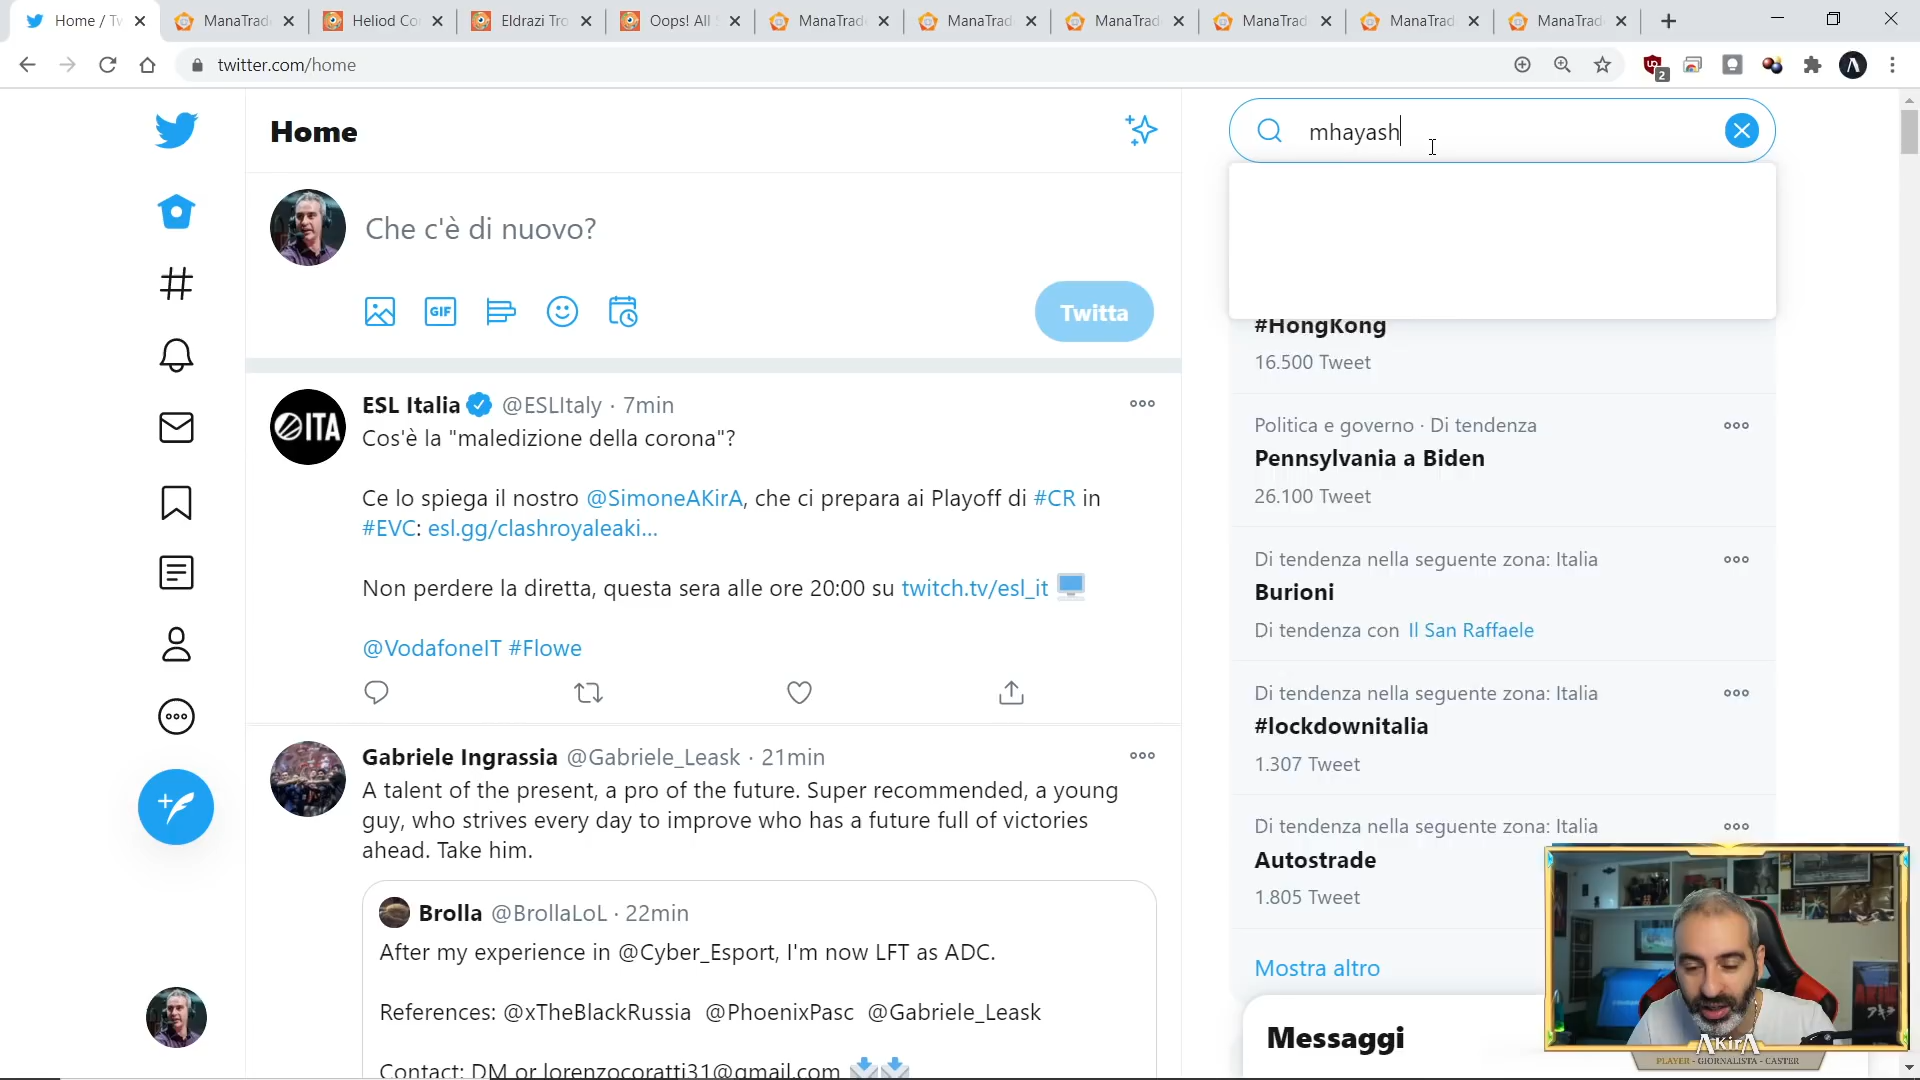 Home / Tw
ManaTrad
Heliod Co
Eldrazi Tro
Oops! All
ManaTrad
ManaTrad
ManaTrad
ManaTrad
ManaTrad
ManaTrad
twitter.com/home
2
Home
mhayash
Che c'è di nuovo?
GIF
Twitta
#HongKong
16.500 Tweet
ITA
ESL Italia @ESLItaly · 7min
Cos'è la "maledizione della corona"?
Ce lo spiega il nostro @SimoneAKirA, che ci prepara ai Playoff di #CR in
#EVC: esl.gg/clashroyaleaki...
Non perdere la diretta, questa sera alle ore 20:00 su twitch.tv/esl_it
@VodafoneIT #Flowe
Politica e governo · Di tendenza
Pennsylvania a Biden
26.100 Tweet
Di tendenza nella seguente zona: Italia
Burioni
Di tendenza con Il San Raffaele
Di tendenza nella seguente zona: Italia
#lockdownitalia
1.307 Tweet
Gabriele Ingrassia @Gabriele_Leask · 21min
A talent of the present, a pro of the future. Super recommended, a young
guy, who strives every day to improve who has a future full of victories
ahead. Take him.
Brolla @BrollaLoL · 22min
After my experience in @Cyber_Esport, I'm now LFT as ADC.
References: @xTheBlackRussia @PhoenixPasc @Gabriele_Leask
Contact: DM or lorenzocoratti31@gmail.com
Di tendenza nella seguente zona: Italia
Autostrade
1.805 Tweet
Mostra altro
Messaggi
AKirA
PLAYER - GIORNALISTA - CASTER